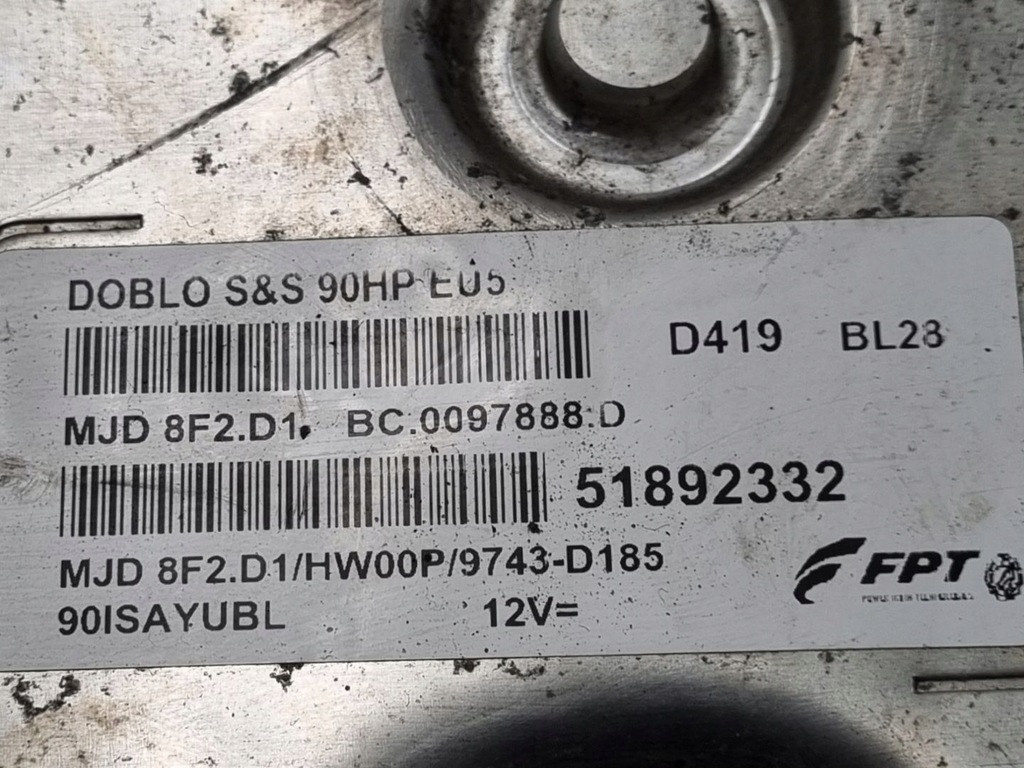 DOBLO S&S 90HP EU5
D419 BL28
MJD 8F2.D1. BC.0097888.D
51892332
MJD 8F2.D1/HW00P/9743-D185
90ISAYUBL 12V=
FPT